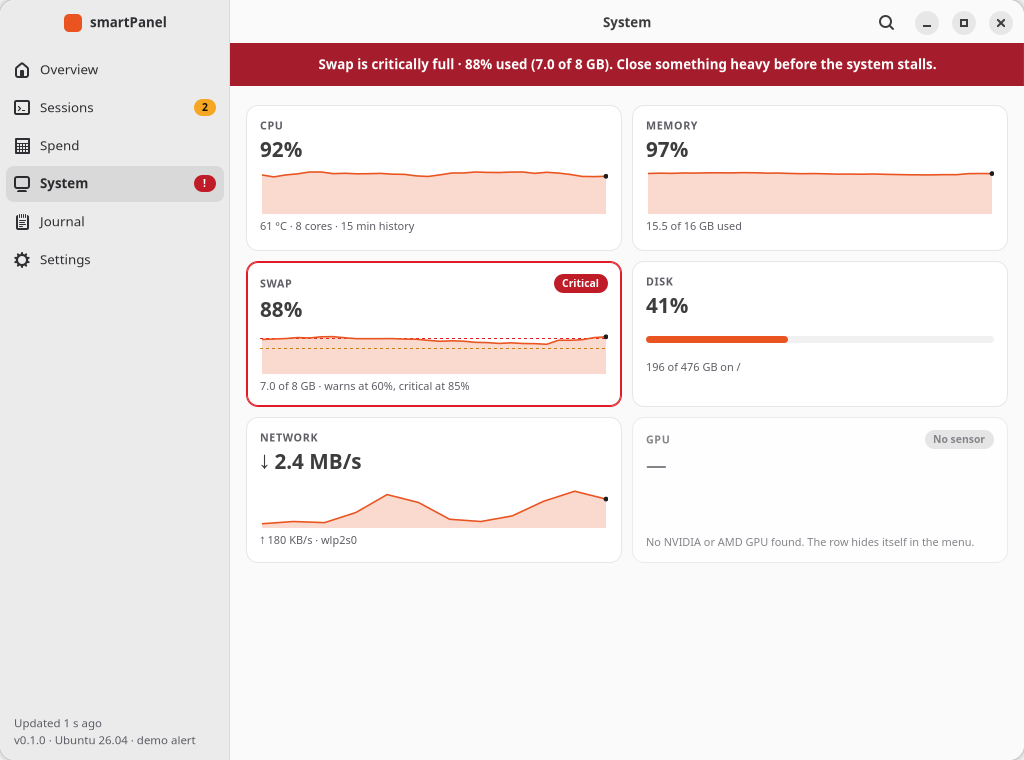 smartPanel
System
Overview
Sessions
2
Spend
System
!
Journal
Settings
Updated 1 s ago
v0.1.0 · Ubuntu 26.04 · demo alert
Swap is critically full · 88% used (7.0 of 8 GB). Close something heavy before the system stalls.
CPU
92%
61 °C · 8 cores · 15 min history
MEMORY
97%
15.5 of 16 GB used
SWAP
Critical
88%
7.0 of 8 GB · warns at 60%, critical at 85%
DISK
41%
196 of 476 GB on /
NETWORK
↓ 2.4 MB/s
↑ 180 KB/s · wlp2s0
GPU
No sensor
—
No NVIDIA or AMD GPU found. The row hides itself in the menu.